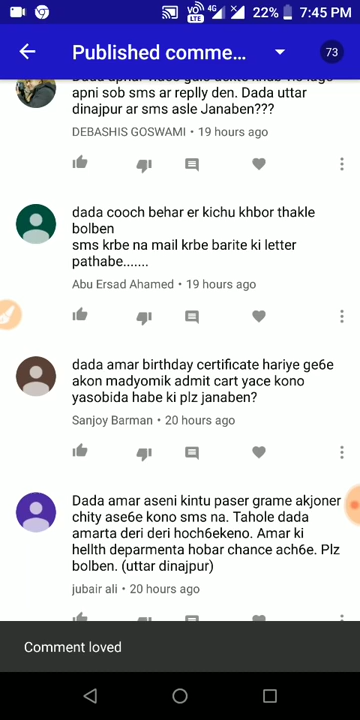 VO
LTE
4G
22%
7:45 PM
Published comme...
73
apni sob sms ar replly den. Dada uttar
dinajpur ar sms asle Janaben???
DEBASHIS GOSWAMI • 19 hours ago
dada cooch behar er kichu khbor thakle
bolben
sms krbe na mail krbe barite ki letter
pathabe.......
Abu Ersad Ahamed • 19 hours ago
dada amar birthday certificate hariye ge6e
akon madyomik admit cart yace kono
yasobida habe ki plz janaben?
Sanjoy Barman • 20 hours ago
Dada amar aseni kintu paser grame akjoner
chity ase6e kono sms na. Tahole dada
amarta deri deri hoch6ekeno. Amar ki
hellth deparmenta hobar chance ach6e. Plz
bolben. (uttar dinajpur)
jubair ali • 20 hours ago
Comment loved